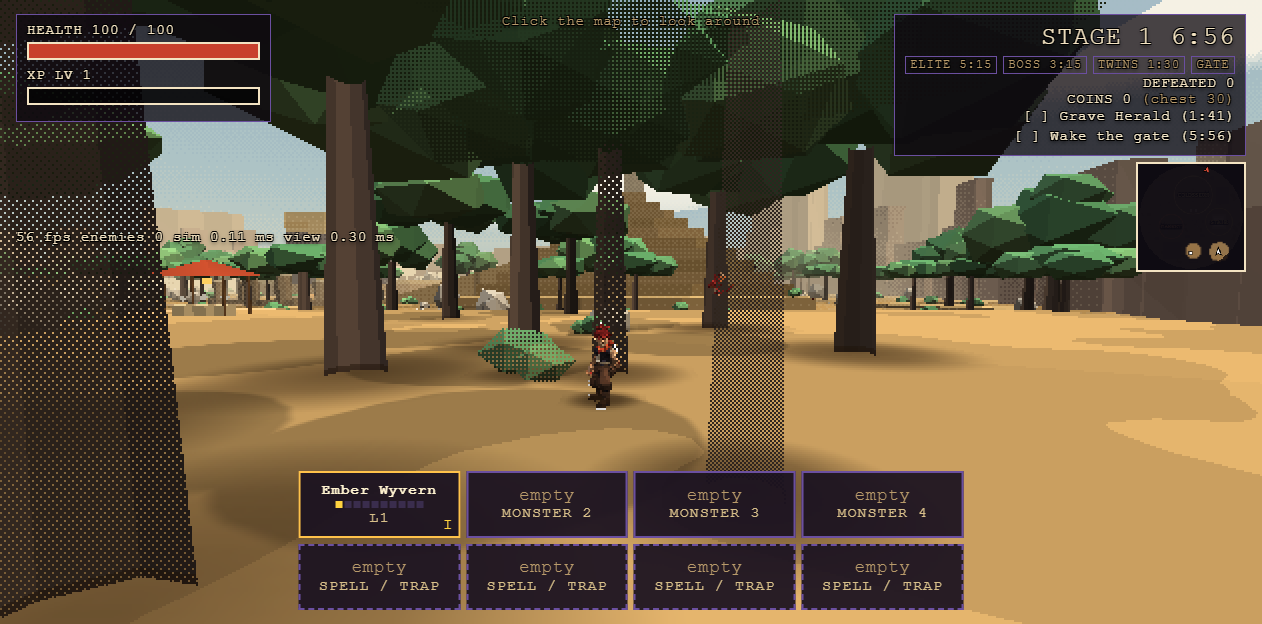 HEALTH 100 / 100
XP LV 1
Click the map to look around
STAGE 1 6:56
ELITE 5:15 BOSS 3:15 TWINS 1:30 GATE
DEFEATED 0
COINS 0 (chest 30)
[ ] Grave Herald (1:41)
[ ] Wake the gate (5:56)
56 fps enemies 0 sim 0.11 ms view 0.30 ms
Ember Wyvern
L1
I
empty
MONSTER 2
empty
MONSTER 3
empty
MONSTER 4
empty
SPELL / TRAP
empty
SPELL / TRAP
empty
SPELL / TRAP
empty
SPELL / TRAP